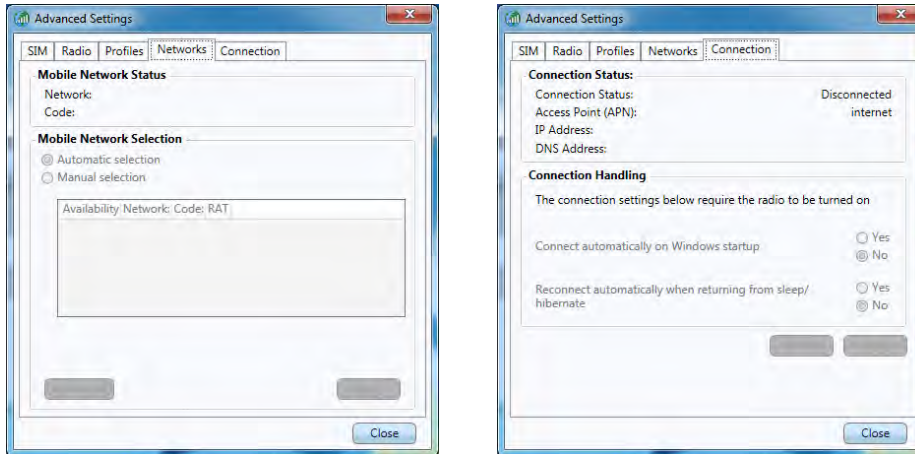 Advanced Settings
SIM Radio Profiles Networks Connection
Mobile Network Status
Network:
Code:
Mobile Network Selection
Automatic selection
Manual selection
Availability Network: Code: RAT
Close
Advanced Settings
SIM Radio Profiles Networks Connection
Connection Status:
Connection Status: Disconnected
Access Point (APN): internet
IP Address:
DNS Address:
Connection Handling
The connection settings below require the radio to be turned on
Connect automatically on Windows startup
Yes
No
Reconnect automatically when returning from sleep/
hibernate
Yes
No
Close